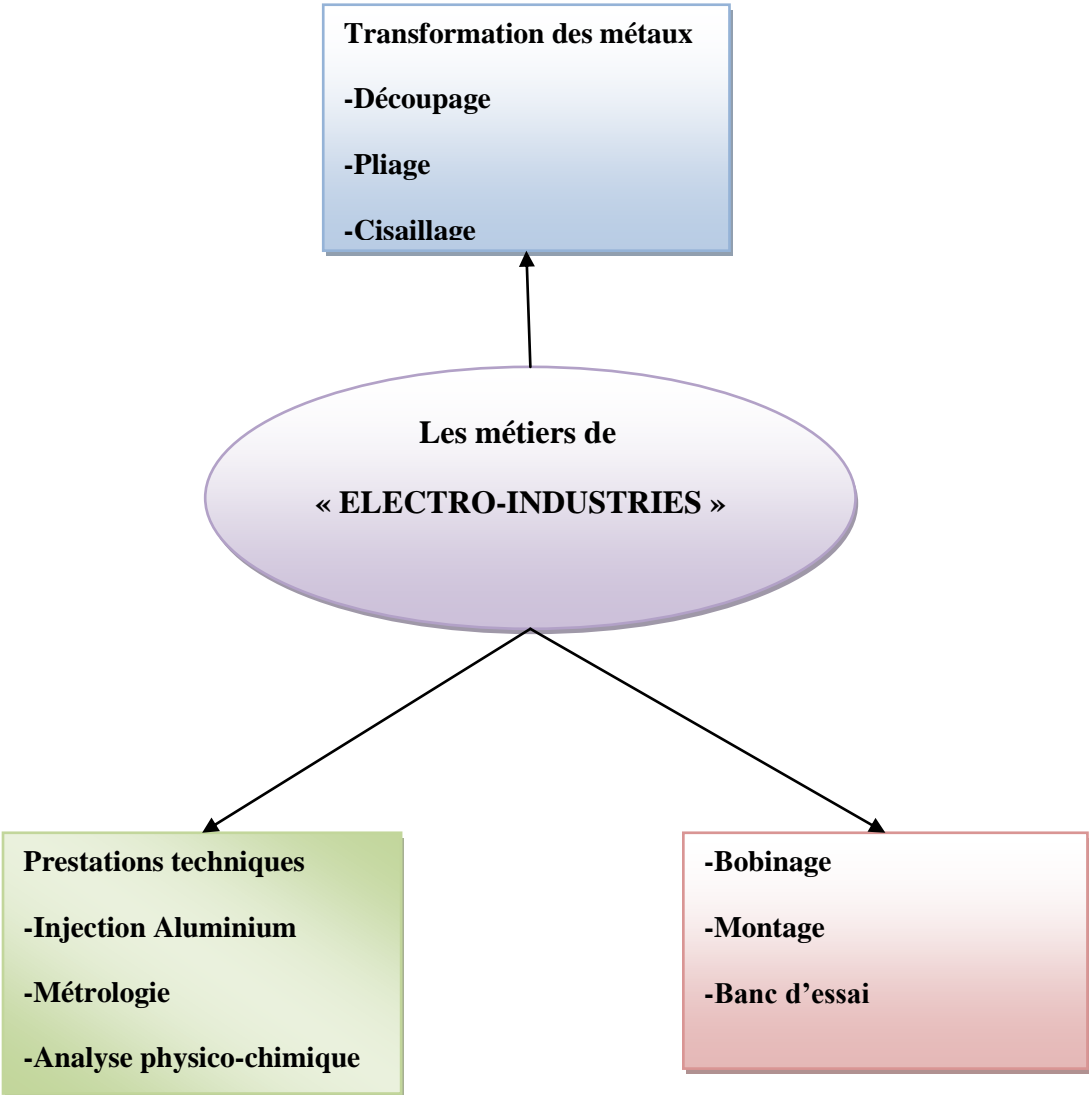 Transformation des métaux
-Découpage
-Pliage
-Cisaillage
Les métiers de
« ELECTRO-INDUSTRIES »
Prestations techniques
-Injection Aluminium
-Métrologie
-Analyse physico-chimique
-Bobinage
-Montage
-Banc d’essai